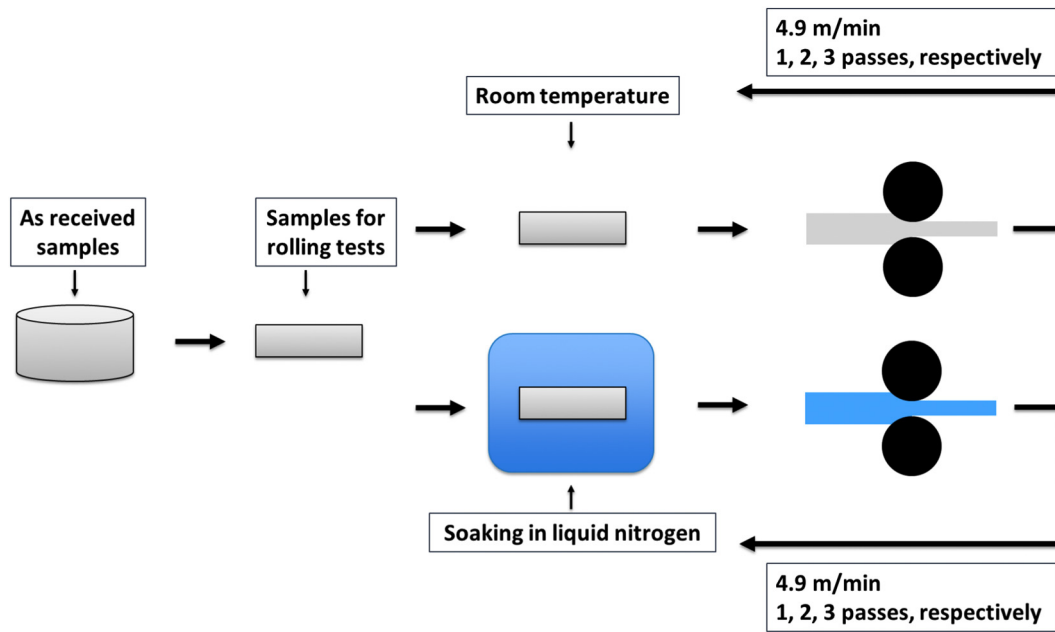 4.9 m/min
1, 2, 3 passes, respectively
Room temperature
As received
samples
Samples for
rolling tests
Soaking in liquid nitrogen
4.9 m/min
1, 2, 3 passes, respectively